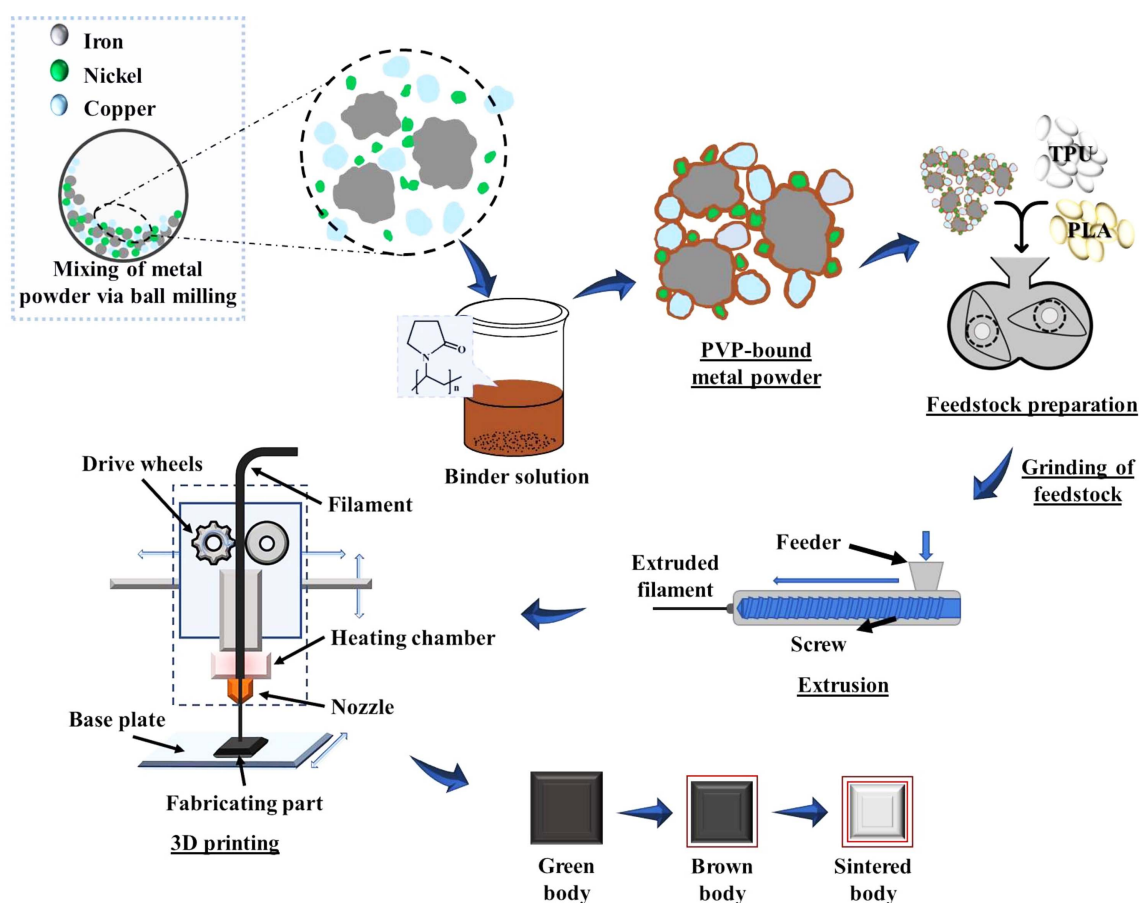 Iron
Nickel
Copper
Mixing of metal
powder via ball milling
O
N
n
Binder solution
PVP-bound
metal powder
TPU
PLA
Feedstock preparation
Grinding of
feedstock
Feeder
Extruded
filament
Screw
Extrusion
Drive wheels
Filament
Heating chamber
Nozzle
Base plate
Fabricating part
3D printing
Green
body
Brown
body
Sintered
body